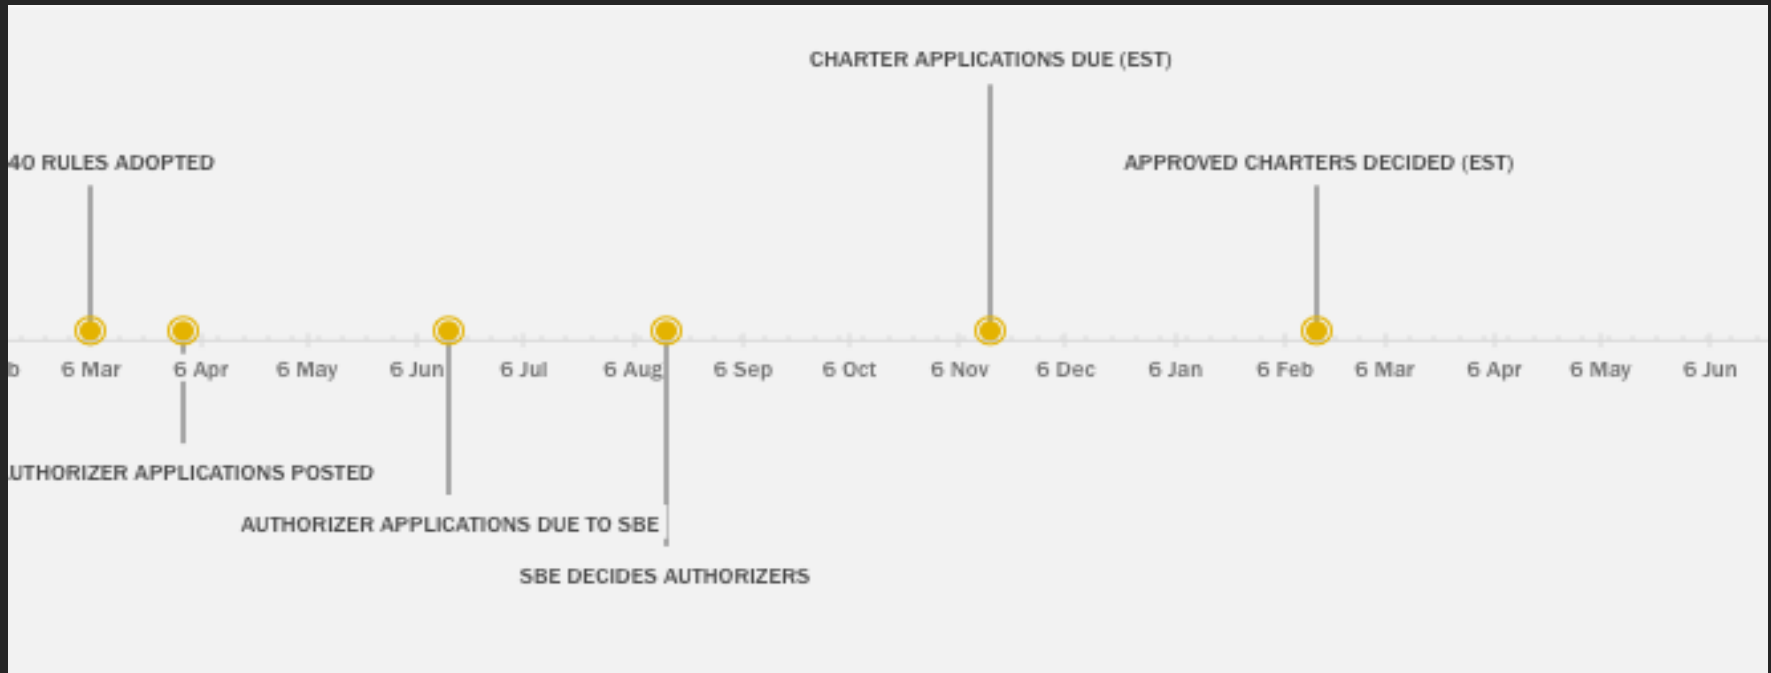 CHARTER APPLICATIONS DUE (EST)
40 RULES ADOPTED
APPROVED CHARTERS DECIDED (EST)
b 6 Mar 6 Apr 6 May 6 Jun 6 Jul 6 Aug 6 Sep 6 Oct 6 Nov 6 Dec 6 Jan 6 Feb 6 Mar 6 Apr 6 May 6 Jun
UTHORIZER APPLICATIONS POSTED
AUTHORIZER APPLICATIONS DUE TO SBE
SBE DECIDES AUTHORIZERS